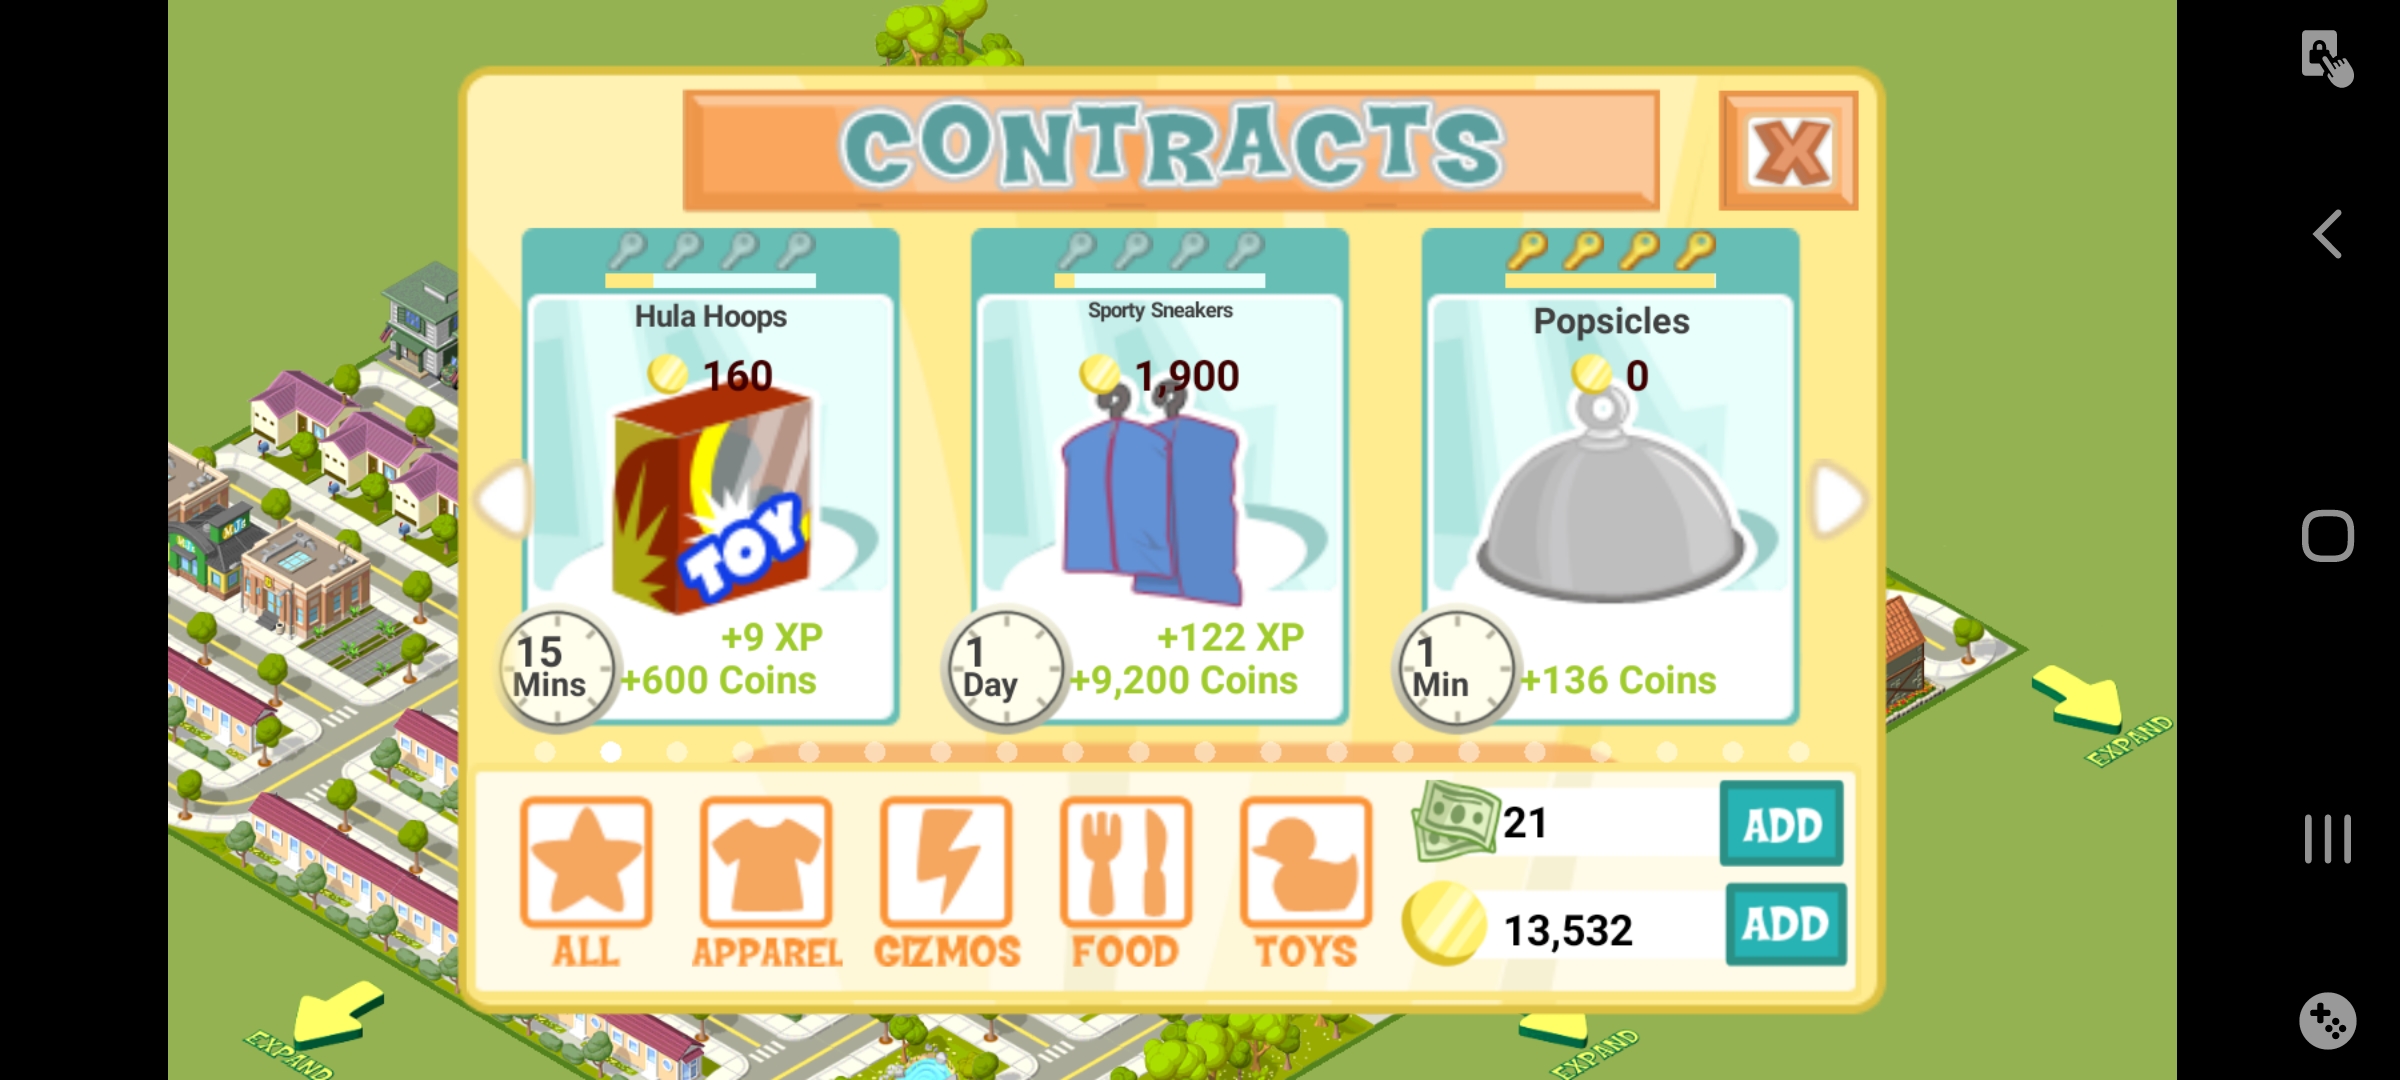 CONTRACTS
X
Hula Hoops
160
TOY
15
Mins
+9 XP
+600 Coins
Sporty Sneakers
1,900
1
Day
+122 XP
+9,200 Coins
Popsicles
0
1
Min
+136 Coins
ALL
APPAREL
GIZMOS
FOOD
TOYS
21
ADD
13,532
ADD
EXPAND
EXPAND
EXPAND